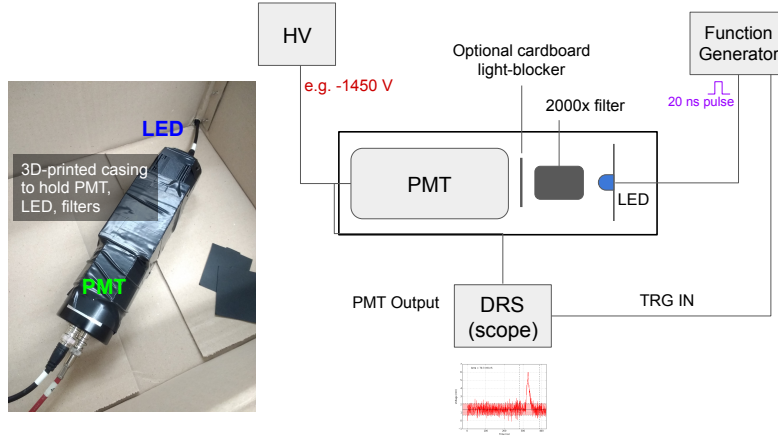 HV
Function
Generator
Optional cardboard
light-blocker
e.g. -1450 V
2000x filter
20 ns pulse
LED
3D-printed casing
to hold PMT,
LED, filters
PMT
LED
PMT
PMT Output
DRS
(scope)
TRG IN